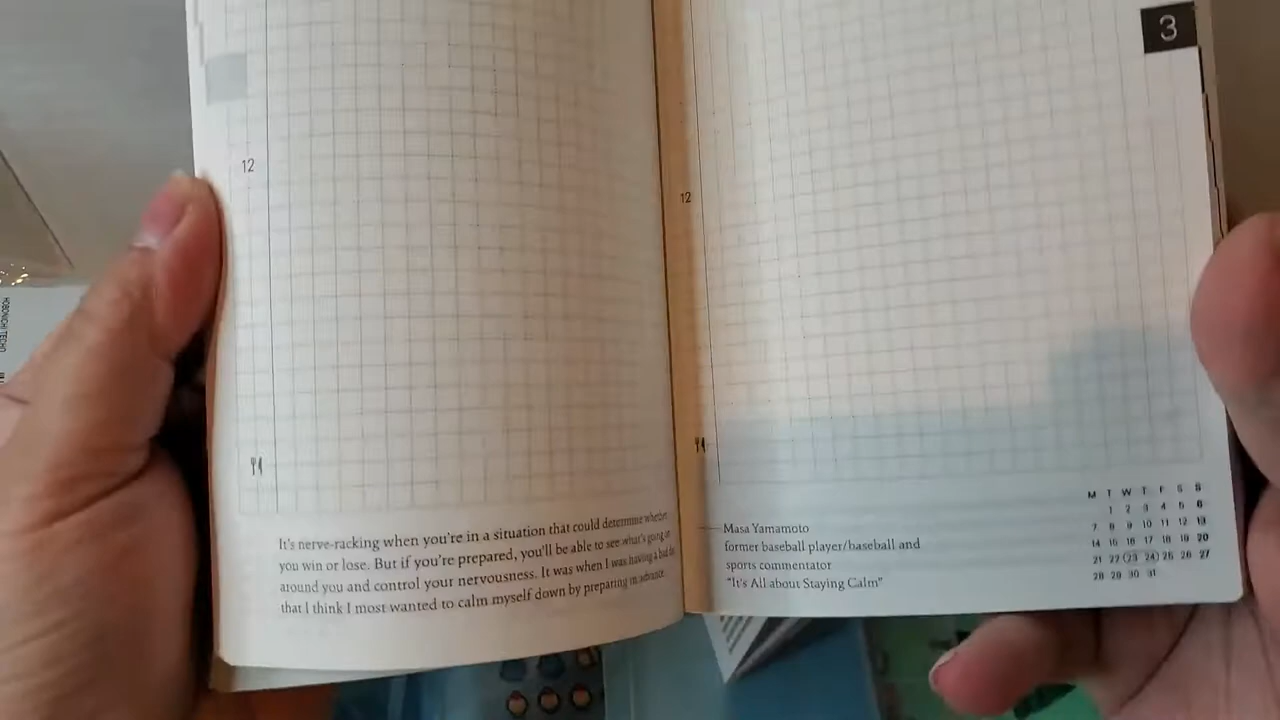 3
12
12
It's nerve-racking when you're in a situation that could determine whether
you win or lose. But if you're prepared, you'll be able to see what's going on
around you and control your nervousness. It was when I was having a bad day
that I think I most wanted to calm myself down by preparing in advance.
Masa Yamamoto
former baseball player/baseball and
sports commentator
"It's All about Staying Calm"
M T W T F S S
1 2 3 4 5 6
7 8 9 10 11 12 13
14 15 16 17 18 19 20
21 22 23 24 25 26 27
28 29 30 31
HOBONICHI TECHO